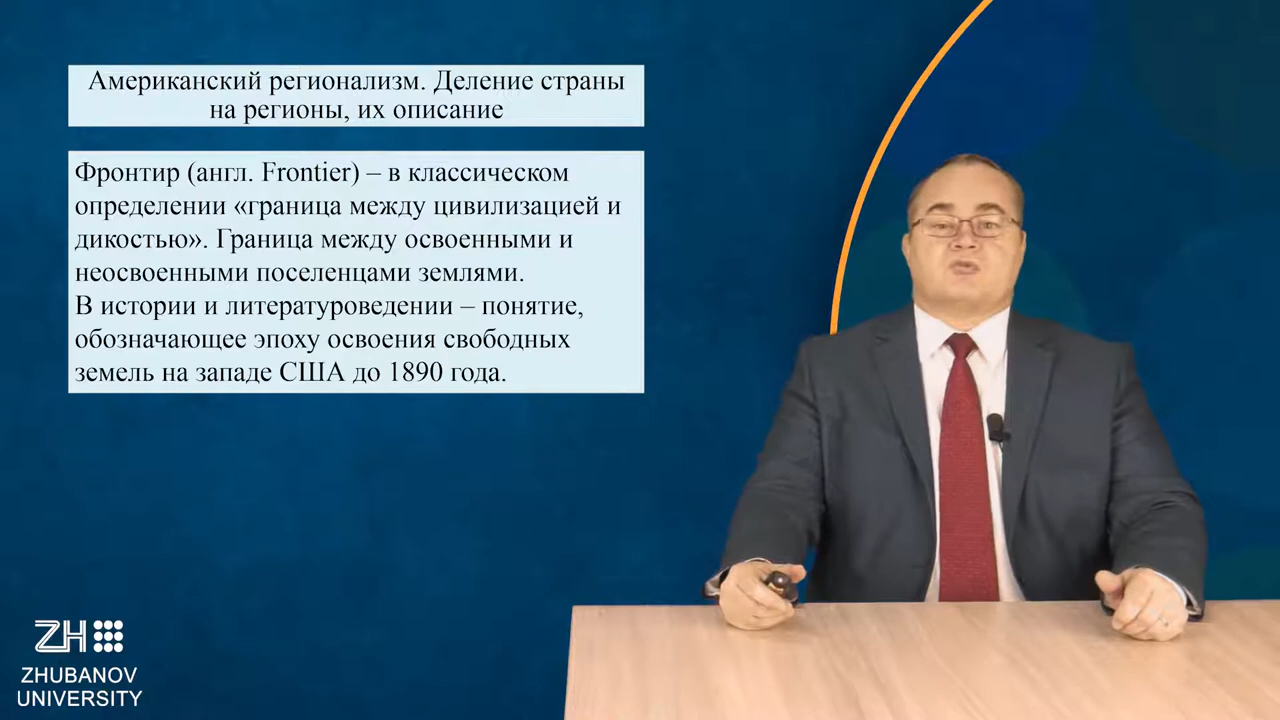 Американский регионализм. Деление страны
на регионы, их описание
Фронтир (англ. Frontier) – в классическом
определении «граница между цивилизацией и
дикостью». Граница между освоенными и
неосвоенными поселенцами землями.
В истории и литературоведении – понятие,
обозначающее эпоху освоения свободных
земель на западе США до 1890 года.
ZH
ZHUBANOV
UNIVERSITY